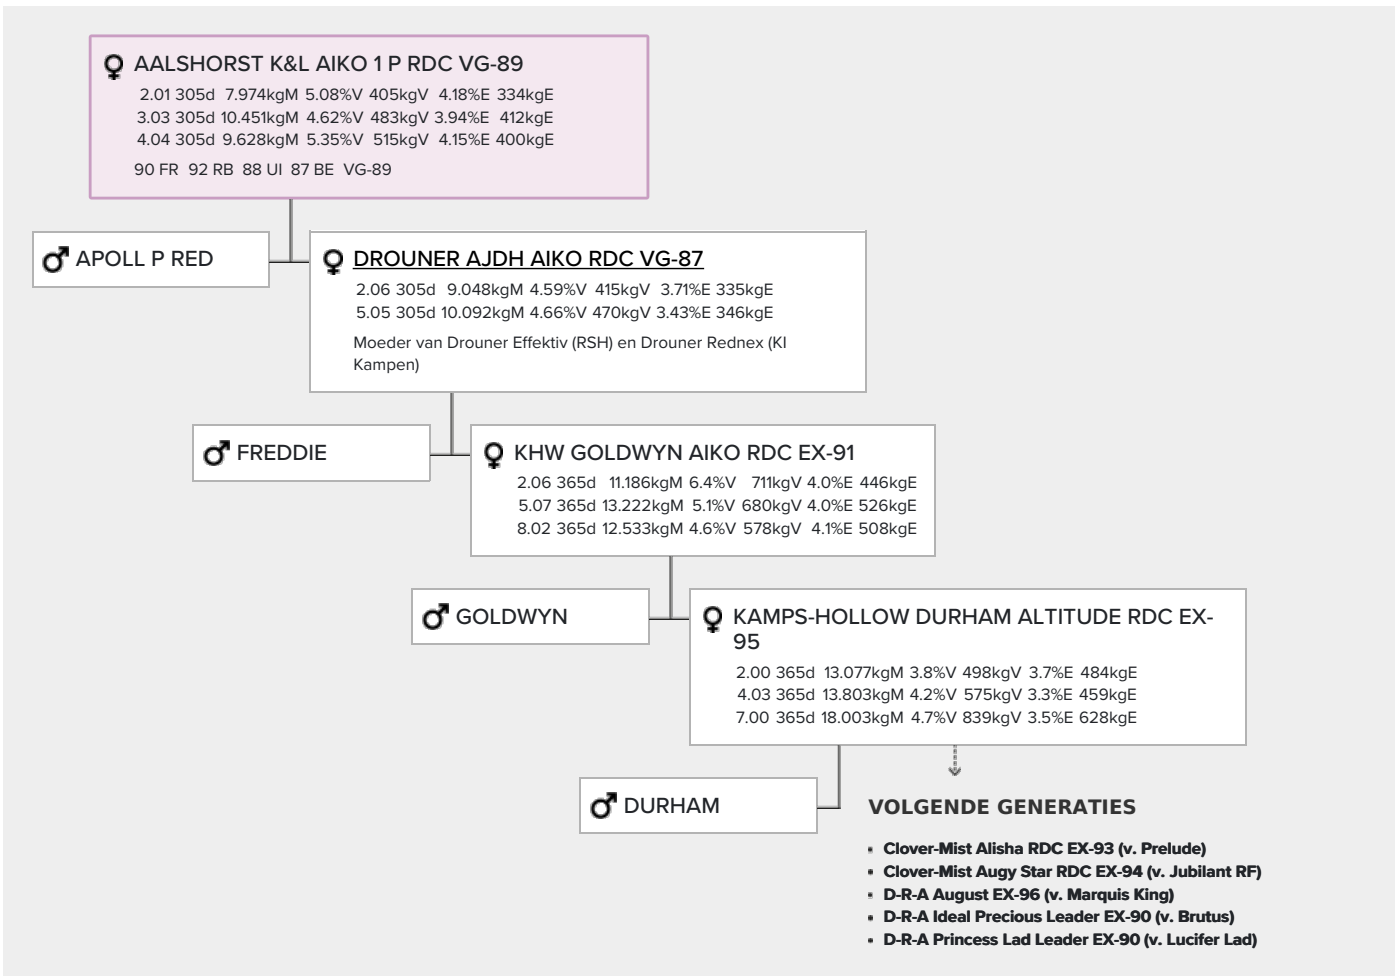 AALSHORST K&L AIKO 1 P RDC VG-89
2.01 305d 7.974kgM 5.08%V 405kgV 4.18%E 334kgE
3.03 305d 10.451kgM 4.62%V 483kgV 3.94%E 412kgE
4.04 305d 9.628kgM 5.35%V 515kgV 4.15%E 400kgE
90 FR 92 RB 88 UI 87 BE VG-89
APOLL P RED
DROUNER AJDH AIKO RDC VG-87
2.06 305d 9.048kgM 4.59%V 415kgV 3.71%E 335kgE
5.05 305d 10.092kgM 4.66%V 470kgV 3.43%E 346kgE
Moeder van Drouner Effektiv (RSH) en Drouner Rednex (KI
Kampen)
FREDDIE
KHW GOLDWYN AIKO RDC EX-91
2.06 365d 11.186kgM 6.4%V 711kgV 4.0%E 446kgE
5.07 365d 13.222kgM 5.1%V 680kgV 4.0%E 526kgE
8.02 365d 12.533kgM 4.6%V 578kgV 4.1%E 508kgE
GOLDWYN
KAMPS-HOLLOW DURHAM ALTITUDE RDC EX-
95
2.00 365d 13.077kgM 3.8%V 498kgV 3.7%E 484kgE
4.03 365d 13.803kgM 4.2%V 575kgV 3.3%E 459kgE
7.00 365d 18.003kgM 4.7%V 839kgV 3.5%E 628kgE
DURHAM
VOLGENDE GENERATIES
Clover-Mist Alisha RDC EX-93 (v. Prelude)
Clover-Mist Augy Star RDC EX-94 (v. Jubilant RF)
D-R-A August EX-96 (v. Marquis King)
D-R-A Ideal Precious Leader EX-90 (v. Brutus)
D-R-A Princess Lad Leader EX-90 (v. Lucifer Lad)